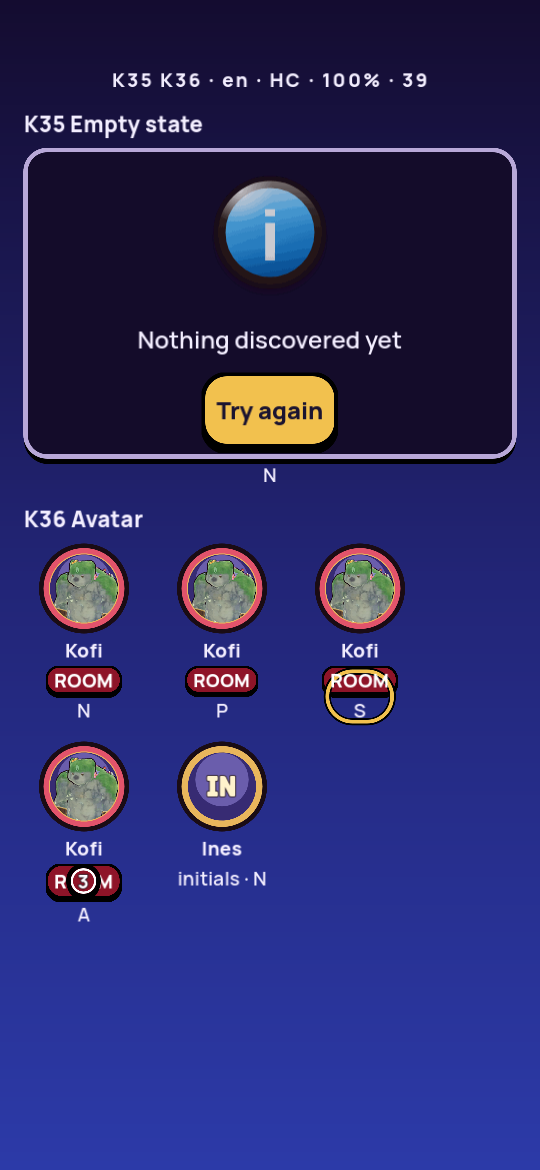 K35 K36 · en · HC · 100% · 39
K35 Empty state
i
Nothing discovered yet
Try again
N
K36 Avatar
Kofi Kofi Kofi
ROOM ROOM ROOM
N P S
IN
Kofi Ines
3 initials · N
A